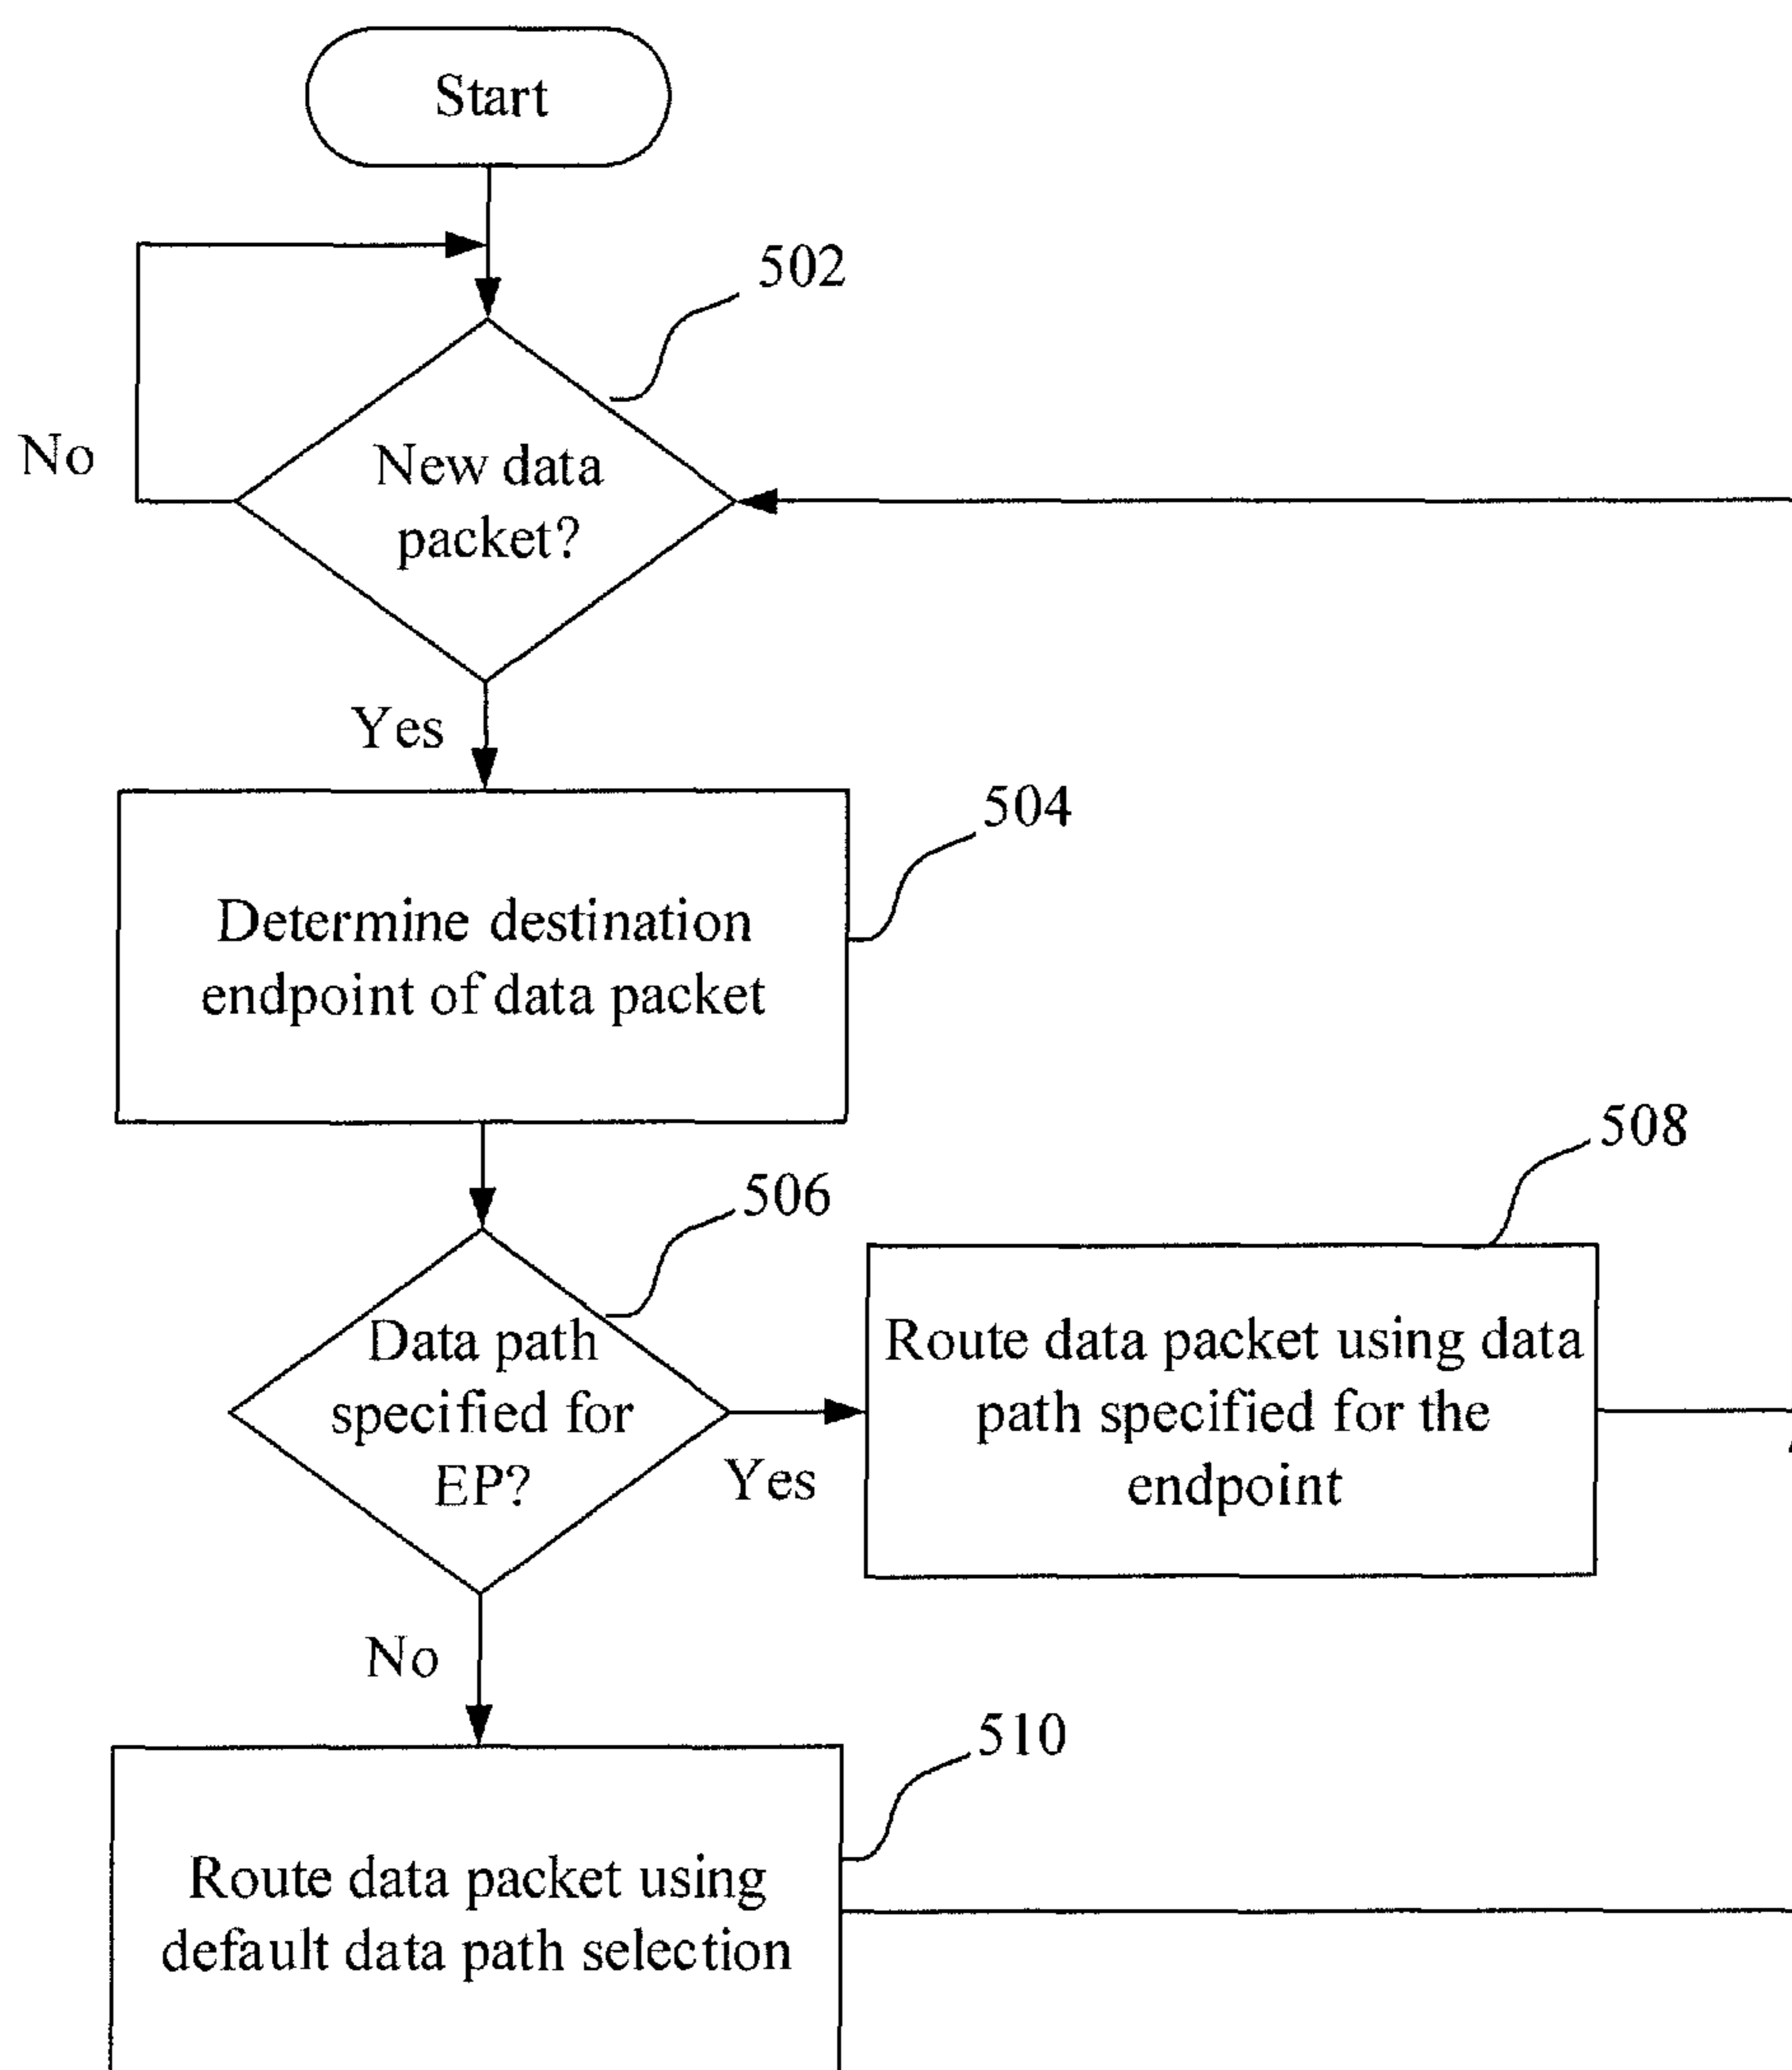 Start
502
No
New data
packet?
Yes
504
Determine destination
endpoint of data packet
506
508
Data path
specified for
EP?
Yes
Route data packet using data
path specified for the
endpoint
No
510
Route data packet using
default data path selection